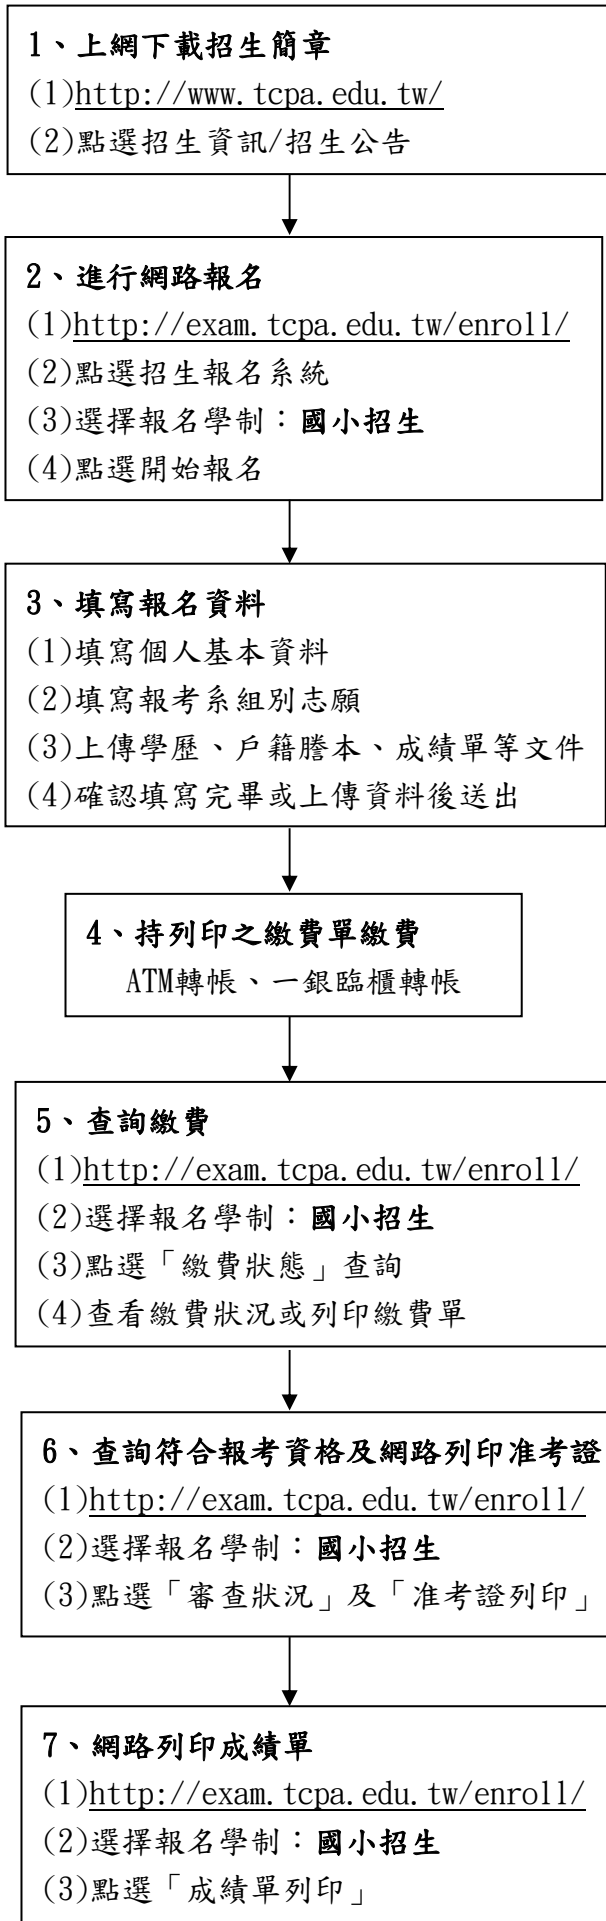 1、上網下載招生簡章
(1)http://www.tcpa.edu.tw/
(2)點選招生資訊/招生公告
2、進行網路報名
(1)http://exam.tcpa.edu.tw/enroll/
(2)點選招生報名系統
(3)選擇報名學制：國小招生
(4)點選開始報名
3、填寫報名資料
(1)填寫個人基本資料
(2)填寫報考系組別志願
(3)上傳學歷、戶籍謄本、成績單等文件
(4)確認填寫完畢或上傳資料後送出
4、持列印之繳費單繳費
ATM轉帳、一銀臨櫃轉帳
5、查詢繳費
(1)http://exam.tcpa.edu.tw/enroll/
(2)選擇報名學制：國小招生
(3)點選「繳費狀態」查詢
(4)查看繳費狀況或列印繳費單
6、查詢符合報考資格及網路列印准考證
(1)http://exam.tcpa.edu.tw/enroll/
(2)選擇報名學制：國小招生
(3)點選「審查狀況」及「准考證列印」
7、網路列印成績單
(1)http://exam.tcpa.edu.tw/enroll/
(2)選擇報名學制：國小招生
(3)點選「成績單列印」